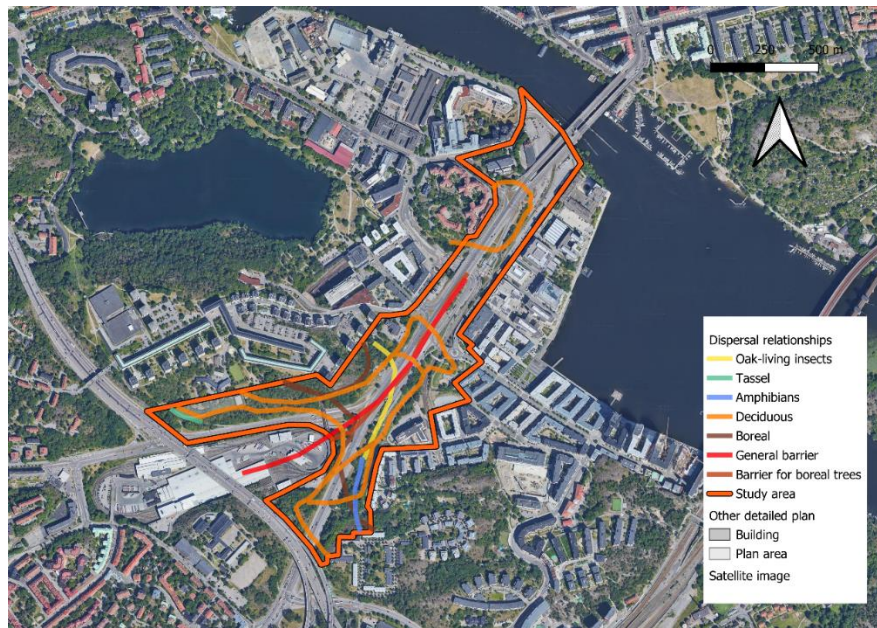 0 250 500 m
Dispersal relationships
Oak-living insects
Tassel
Amphibians
Deciduous
Boreal
General barrier
Barrier for boreal trees
Study area
Other detailed plan
Building
Plan area
Satellite image